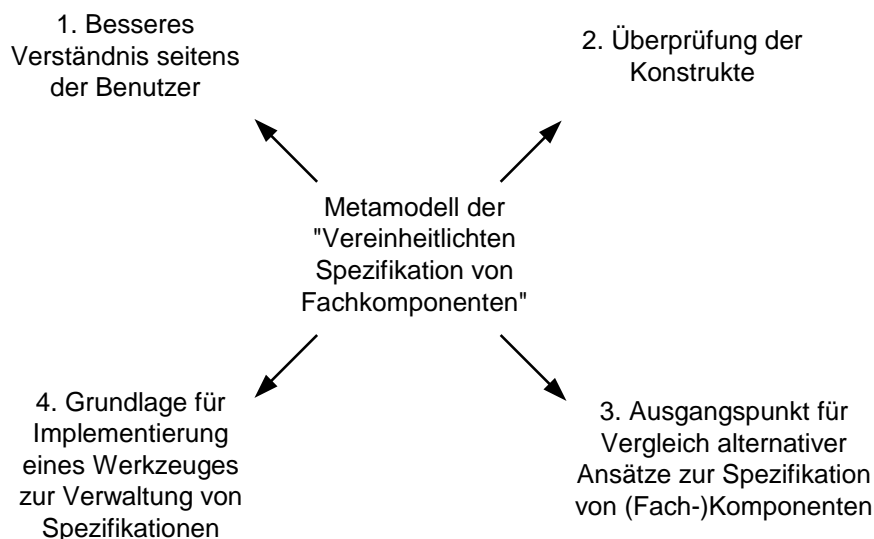 1. Besseres
Verständnis seitens
der Benutzer
2. Überprüfung der
Konstrukte
Metamodell der
"Vereinheitlichten
Spezifikation von
Fachkomponenten"
4. Grundlage für
Implementierung
eines Werkzeuges
zur Verwaltung von
Spezifikationen
3. Ausgangspunkt für
Vergleich alternativer
Ansätze zur Spezifikation
von (Fach-)Komponenten